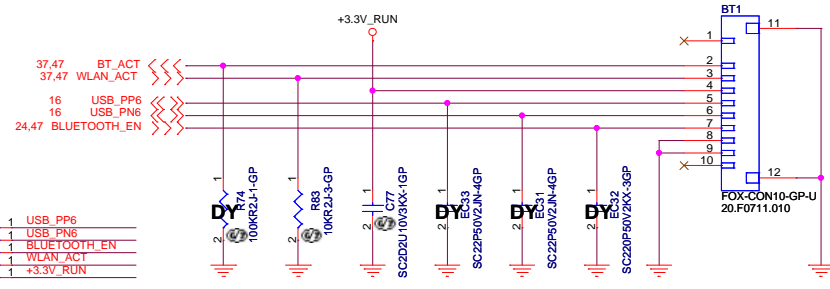 BT1
+3.3V_RUN
11
1
37,47 BT_ACT
2
37,47 WLAN_ACT
3
4
16 USB_PP6
5
16 USB_PN6
6
24,47 BLUETOOTH_EN
7
8
9
10
12
FOX-CON10-GP-U
20.F0711.010
1 DY 2 R74 100KR2J-1-GP
1 2 R83 10KR2J-3-GP
1 2 C77 SC2D2U10V3KX-1GP
1 DY 2 EC33 SC22P50V2JN-4GP
1 DY 2 EC31 SC22P50V2JN-4GP
1 DY 2 EC32 SC220P50V2KX-3GP
1 USB_PP6
1 USB_PN6
1 BLUETOOTH_EN
1 WLAN_ACT
1 +3.3V_RUN